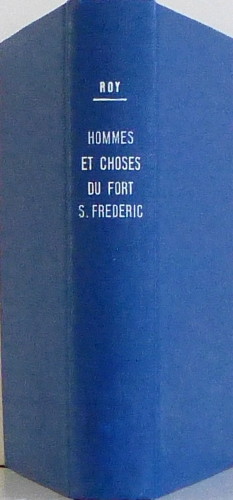 ROY
HOMMES
ET CHOSES
DU FORT
S. FREDERIC